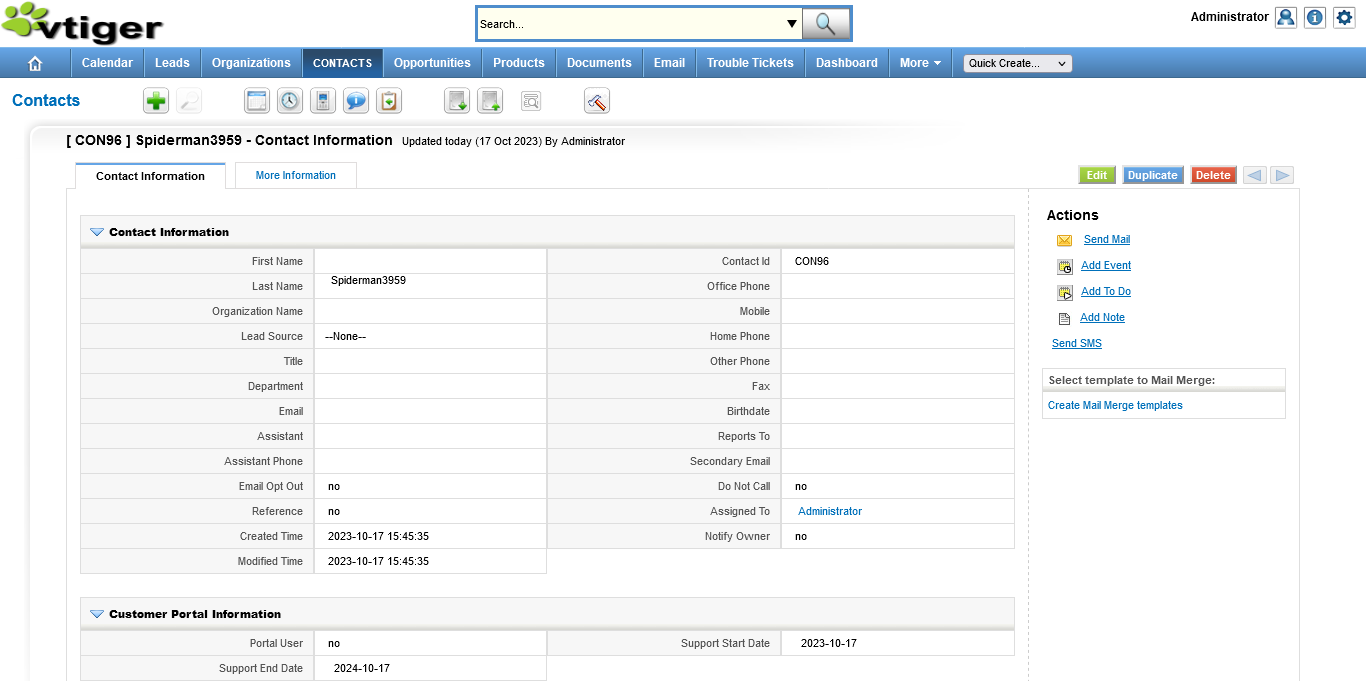 vtiger
Search...
Administrator
Calendar Leads Organizations CONTACTS Opportunities Products Documents Email Trouble Tickets Dashboard More Quick Create...
Contacts
[ CON96 ] Spiderman3959 - Contact Information Updated today (17 Oct 2023) By Administrator
Contact Information More Information Edit Duplicate Delete
Contact Information
First Name Contact Id CON96
Last Name Spiderman3959 Office Phone
Organization Name Mobile
Lead Source --None-- Home Phone
Title Other Phone
Department Fax
Email Birthdate
Assistant Reports To
Assistant Phone Secondary Email
Email Opt Out no Do Not Call no
Reference no Assigned To Administrator
Created Time 2023-10-17 15:45:35 Notify Owner no
Modified Time 2023-10-17 15:45:35
Customer Portal Information
Portal User no Support Start Date 2023-10-17
Support End Date 2024-10-17
Actions
Send Mail
Add Event
Add To Do
Add Note
Send SMS
Select template to Mail Merge:
Create Mail Merge templates